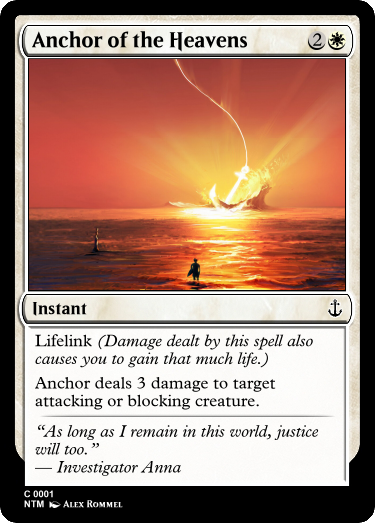 Anchor of the Heavens 2
Instant
Lifelink (Damage dealt by this spell also
causes you to gain that much life.)
Anchor deals 3 damage to target
attacking or blocking creature.
“As long as I remain in this world, justice
will too.”
— Investigator Anna
C 0001
NTM Alex Rommel